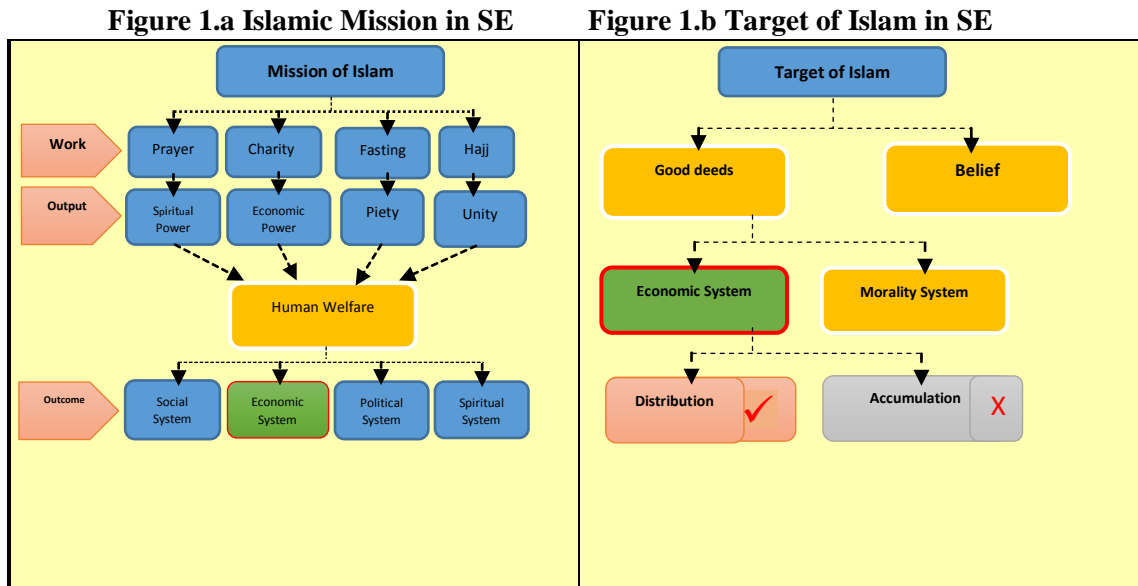 Figure 1.a Islamic Mission in SE
Mission of Islam
Work
Prayer
Charity
Fasting
Hajj
Output
Spiritual
Power
Economic
Power
Piety
Unity
Human Welfare
Outcome
Social
System
Economic
System
Political
System
Spiritual
System
Figure 1.b Target of Islam in SE
Target of Islam
Good deeds
Belief
Economic System
Morality System
Distribution
✓
Accumulation
X